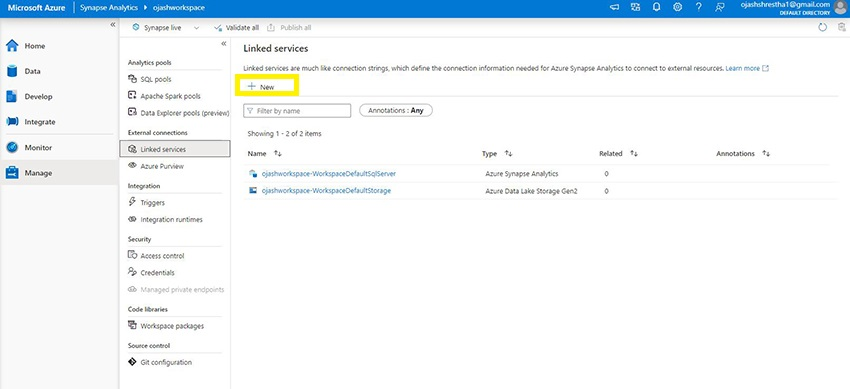 Microsoft Azure | Synapse Analytics ▸ ojashworkspace
ojashshrestha1@gmail.com
DEFAULT DIRECTORY
Synapse live
Validate all
Publish all
Home
Data
Develop
Integrate
Monitor
Manage
Analytics pools
SQL pools
Apache Spark pools
Data Explorer pools (preview)
External connections
Linked services
Azure Purview
Integration
Triggers
Integration runtimes
Security
Access control
Credentials
Managed private endpoints
Code libraries
Workspace packages
Source control
Git configuration
Linked services
Linked services are much like connection strings, which define the connection information needed for Azure Synapse Analytics to connect to external resources. Learn more
New
Filter by name
Annotations : Any
Showing 1 - 2 of 2 items
Name Type Related Annotations
ojashworkspace-WorkspaceDefaultSqlServer Azure Synapse Analytics 0
ojashworkspace-WorkspaceDefaultStorage Azure Data Lake Storage Gen2 0